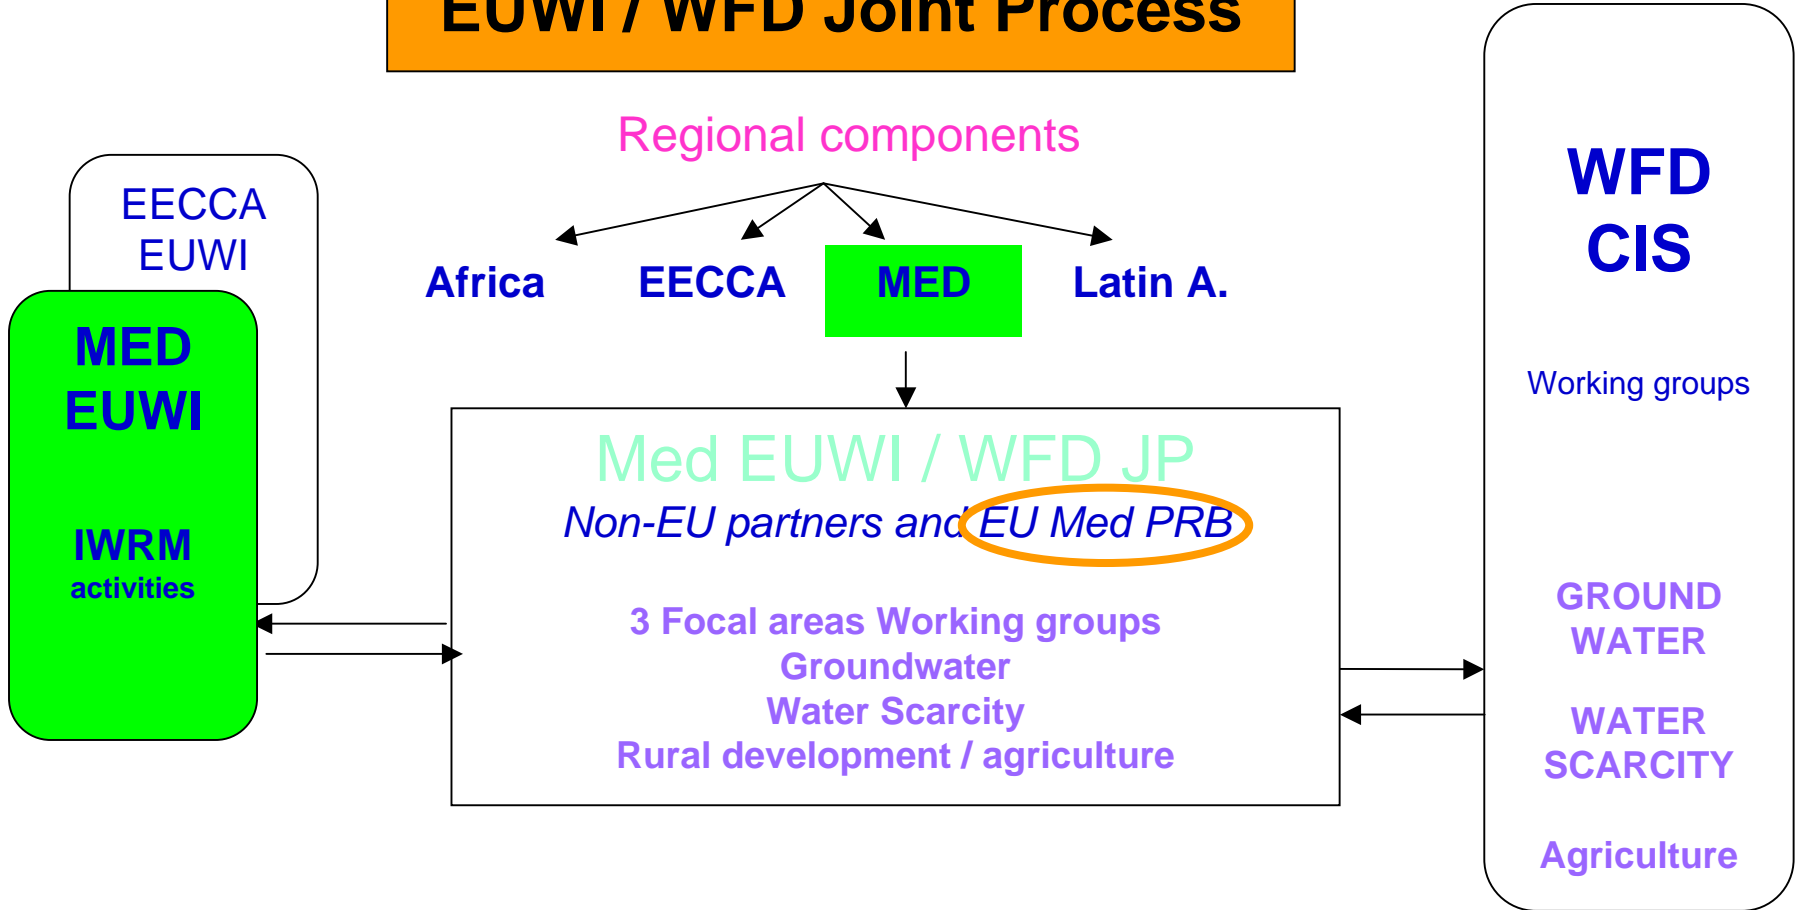 EUWI / WFD Joint Process
Regional components
Africa
EECCA
MED
Latin A.
EECCA
EUWI
MED
EUWI
IWRM
activities
Med EUWI / WFD JP
Non-EU partners and EU Med PRB
3 Focal areas Working groups
Groundwater
Water Scarcity
Rural development / agriculture
WFD
CIS
Working groups
GROUND
WATER
WATER
SCARCITY
Agriculture